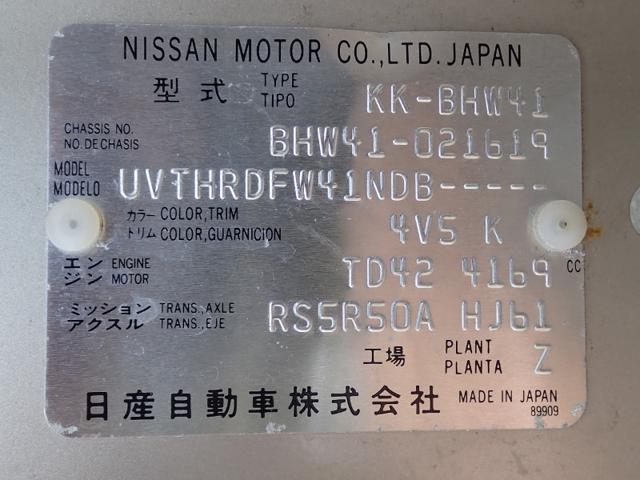 NISSAN MOTOR CO.,LTD. JAPAN
型式 TYPE TIPO KK-BHW41
CHASSIS NO. NO.DE CHASIS BHW41-021619
MODEL MODELO UVTHRDFW41NDB-----
カラー COLOR,TRIM
トリム COLOR,GUARNICION 4V5 K
エンジン ENGINE MOTOR TD42 4169 CC
ミッション TRANS.,AXLE
アクスル TRANS.,EJE RS5R50A HJ61
工場 PLANT PLANTA Z
日産自動車株式会社 MADE IN JAPAN
89909